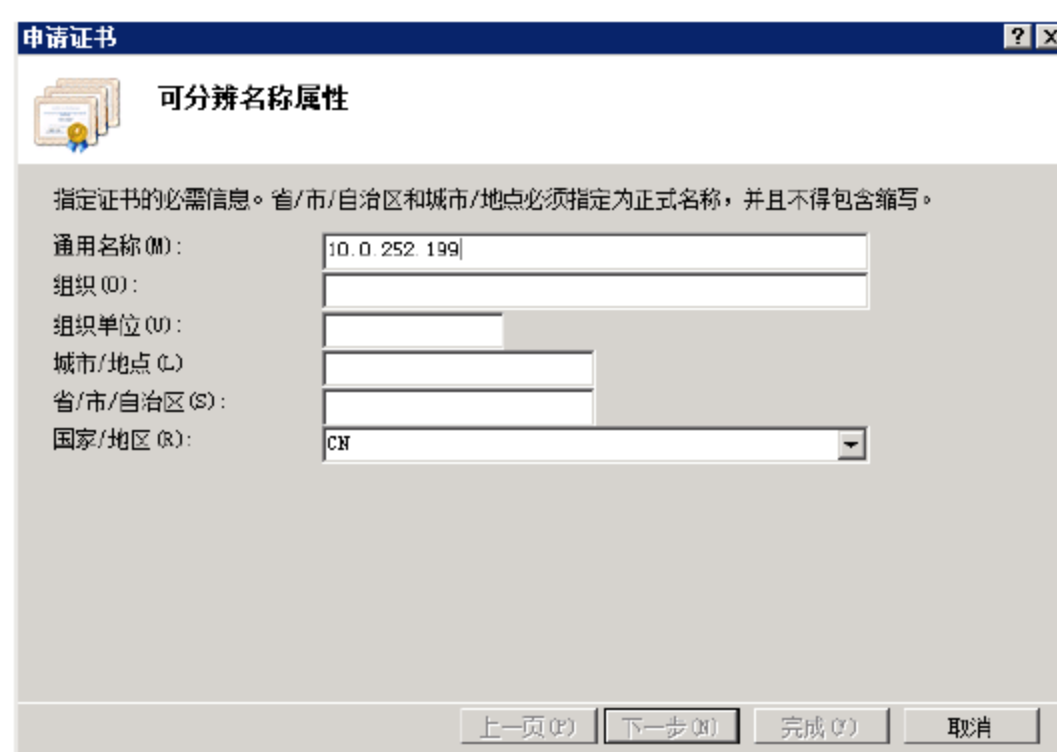 申请证书
可分辨名称属性
指定证书的必需信息。省/市/自治区和城市/地点必须指定为正式名称，并且不得包含缩写。
通用名称(M):
10.0.252.199
组织(O):
组织单位(U):
城市/地点(L)
省/市/自治区(S):
国家/地区(R):
CN
上一页(P) 下一步(N) 完成(F) 取消